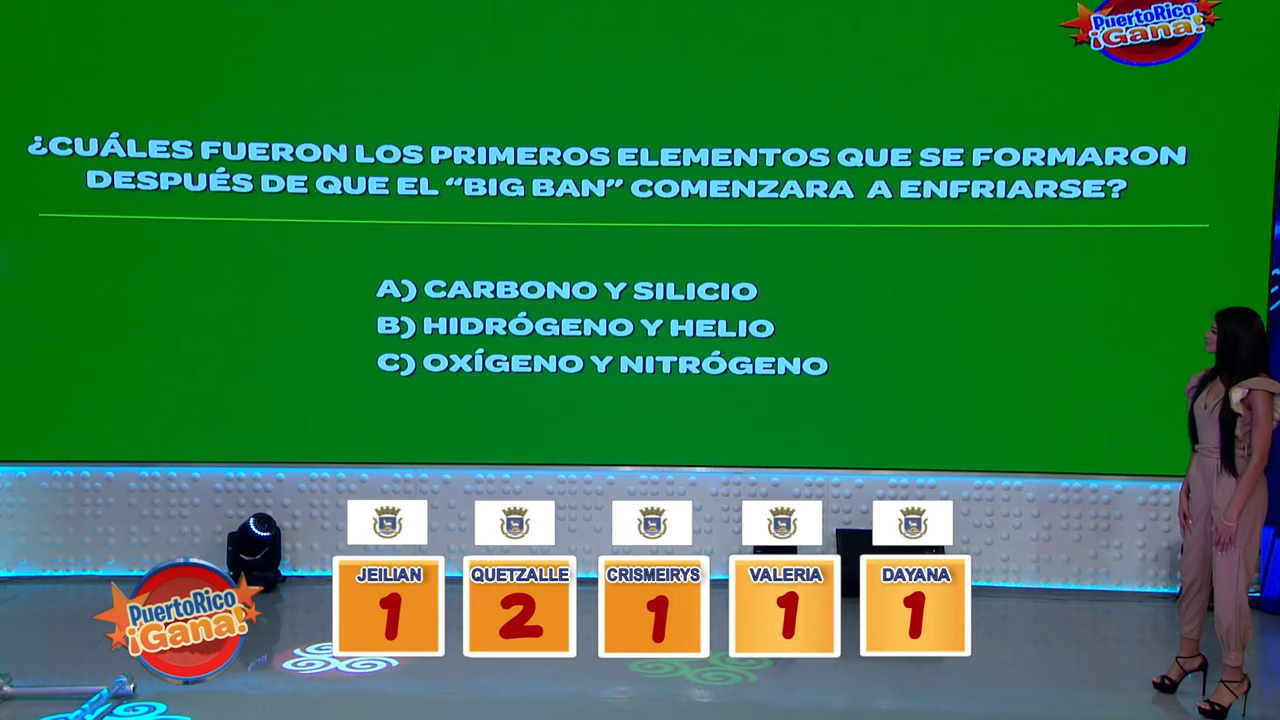 PuertoRico
¡Gana!
¿CUÁLES FUERON LOS PRIMEROS ELEMENTOS QUE SE FORMARON
DESPUÉS DE QUE EL “BIG BAN” COMENZARA A ENFRIARSE?
A) CARBONO Y SILICIO
B) HIDRÓGENO Y HELIO
C) OXÍGENO Y NITRÓGENO
JEILIAN
QUETZALLE
CRISMEIRYS
VALERIA
DAYANA
1
2
1
1
1
PuertoRico
¡Gana!